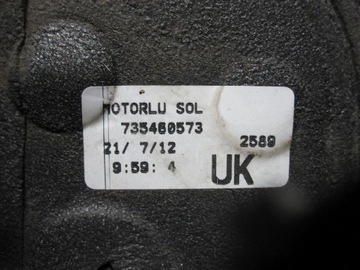 MOTORLU SOL
735460573
21/ 7/12 2589
9:59: 4 UK